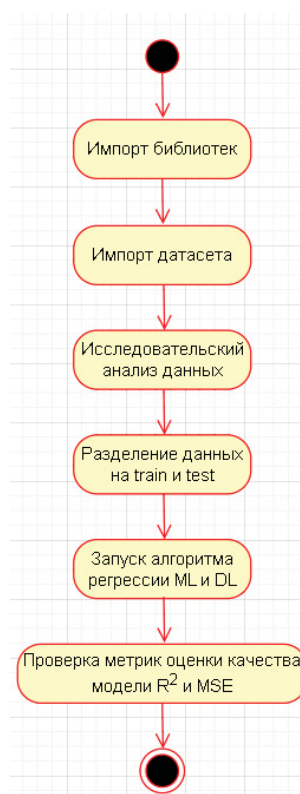 Импорт библиотек
Импорт датасета
Исследовательский
анализ данных
Разделение данных
на train и test
Запуск алгоритма
регрессии ML и DL
Проверка метрик оценки качества
модели R² и MSE